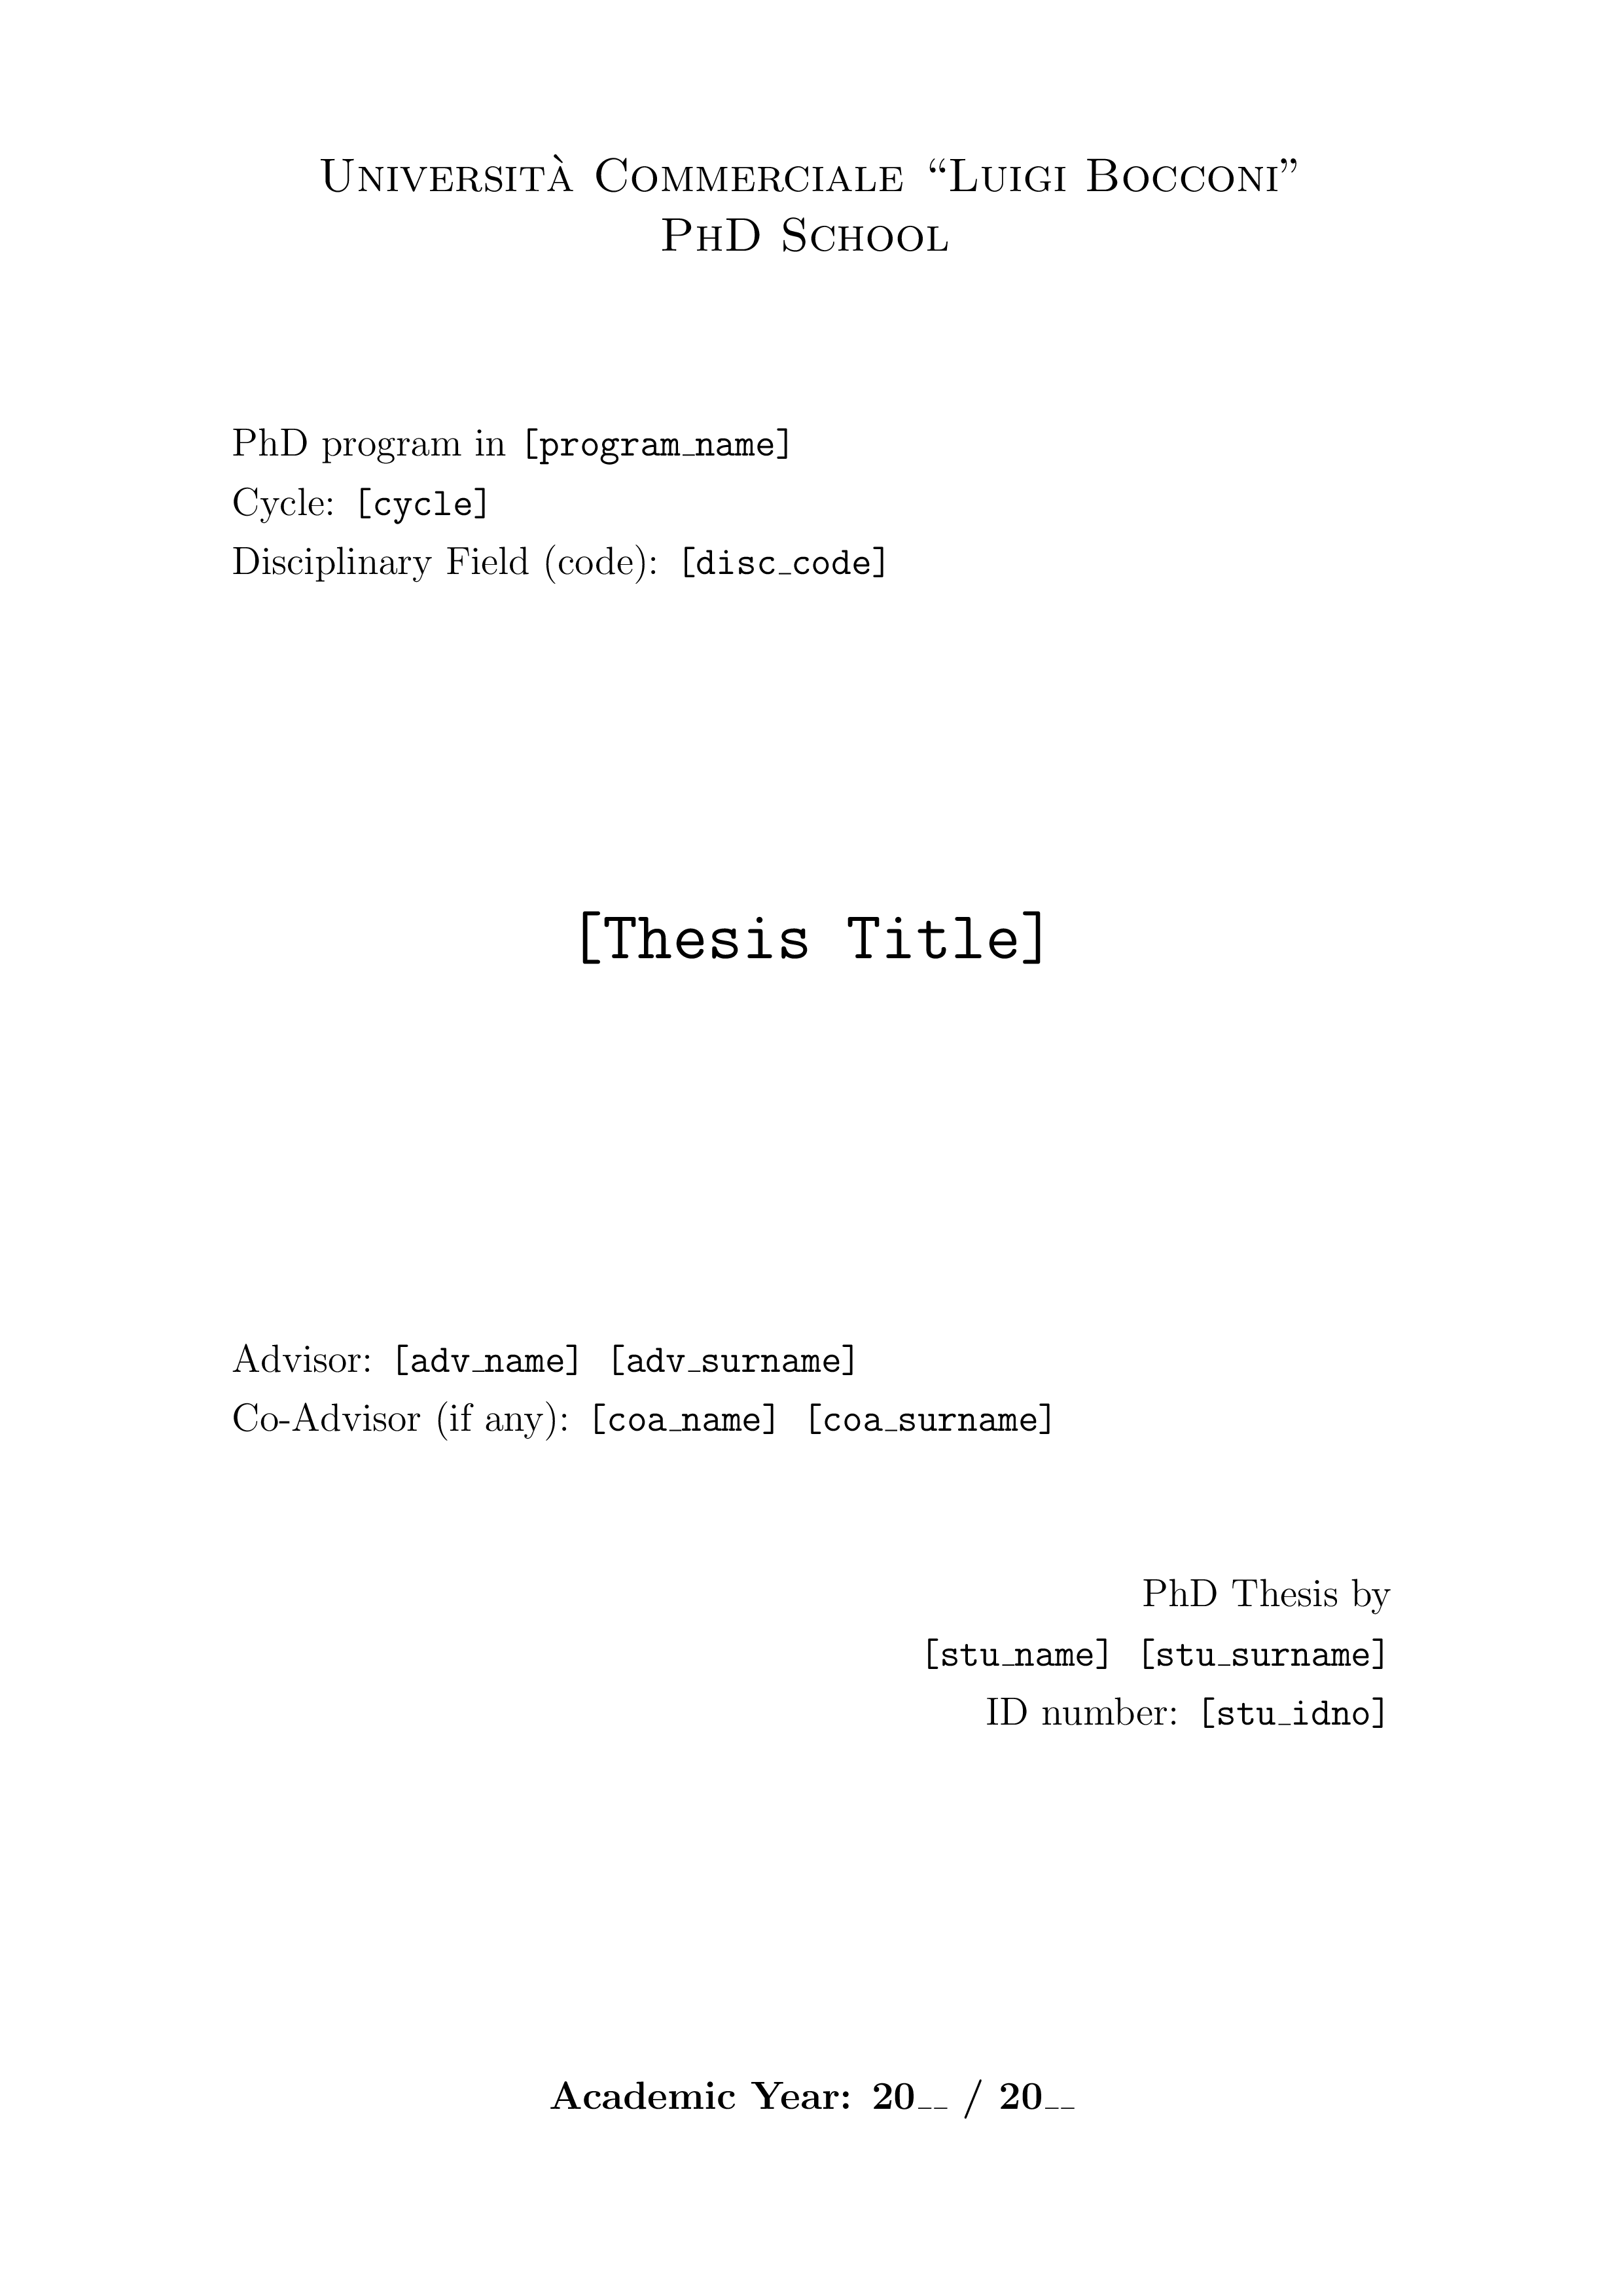 Università Commerciale “Luigi Bocconi”
PhD School
PhD program in [program_name]
Cycle: [cycle]
Disciplinary Field (code): [disc_code]
[Thesis Title]
Advisor: [adv_name] [adv_surname]
Co-Advisor (if any): [coa_name] [coa_surname]
PhD Thesis by
[stu_name] [stu_surname]
ID number: [stu_idno]
Academic Year: 20__ / 20__